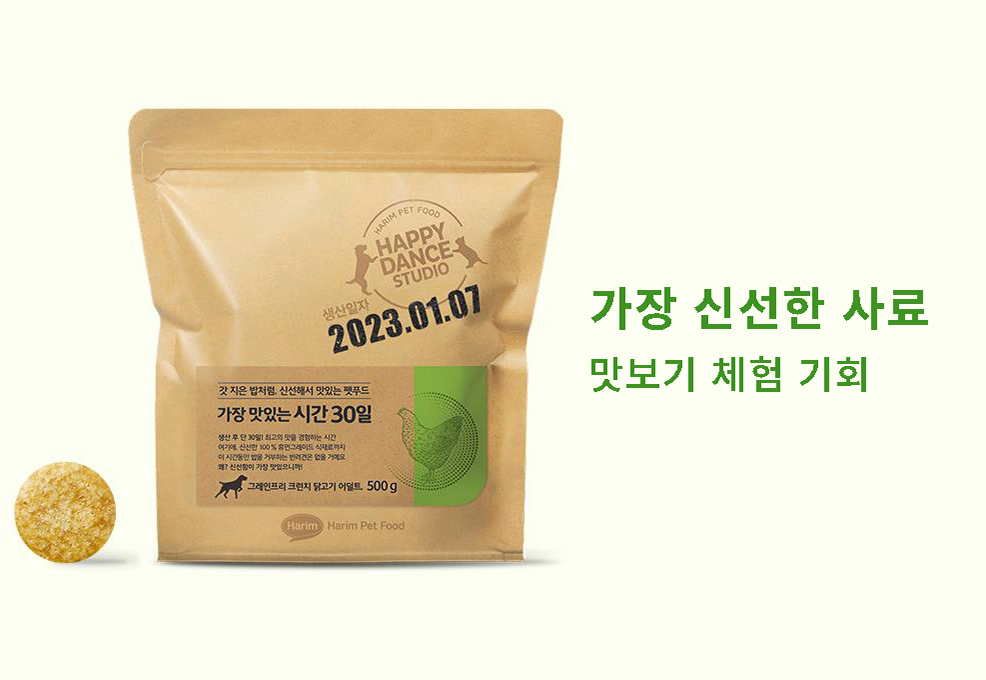 HARIM PET FOOD
HAPPY
DANCE
STUDIO
생산일자
2023.01.07
갓 지은 밥처럼, 신선해서 맛있는 펫푸드
가장 맛있는 시간 30일
생산 후 단 30일! 최고의 맛을 경험하는 시간
여기에, 신선한 100 % 휴먼그레이드 식재료까지
이 시간동안 밥을 거부하는 반려견은 없을 거예요
왜? 신선함이 가장 맛있으니까!
그레인프리 크런치 닭고기 어덜트, 500 g
Harim Harim Pet Food
가장 신선한 사료
맛보기 체험 기회